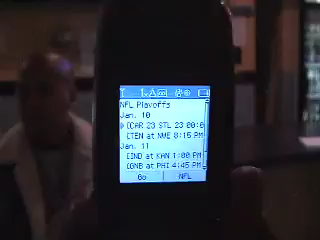 NFL Playoffs
Jan. 10
[CAR 23 STL 23 00:0
[TEN at NWE 8:15 PM
Jan. 11
[IND at KAN 1:00 PM
[GNB at PHI 4:45 PM
Go NFL